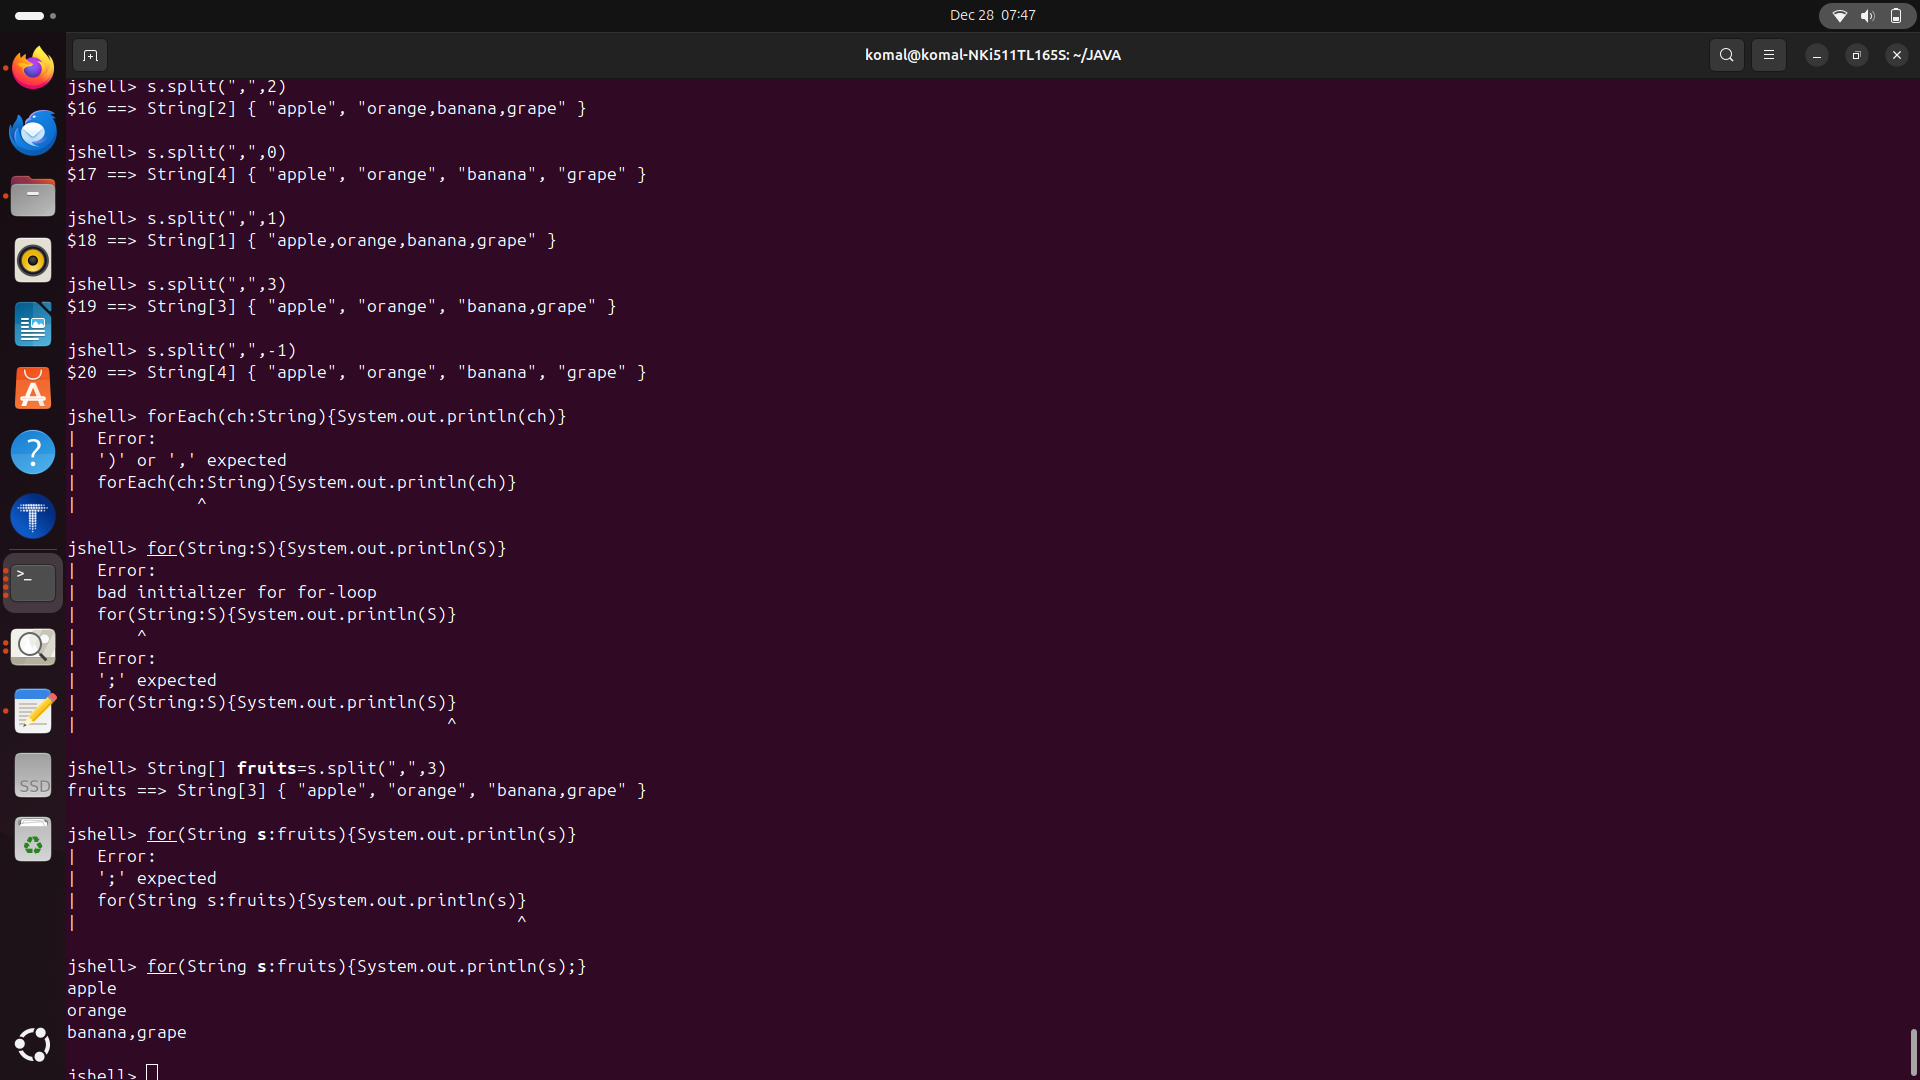 Dec 28 07:47
komal@komal-NKi511TL165S: ~/JAVA
jshell> s.split(",",2)
$16 ==> String[2] { "apple", "orange,banana,grape" }
jshell> s.split(",",0)
$17 ==> String[4] { "apple", "orange", "banana", "grape" }
jshell> s.split(",",1)
$18 ==> String[1] { "apple,orange,banana,grape" }
jshell> s.split(",",3)
$19 ==> String[3] { "apple", "orange", "banana,grape" }
jshell> s.split(",",-1)
$20 ==> String[4] { "apple", "orange", "banana", "grape" }
jshell> forEach(ch:String){System.out.println(ch)}
|  Error:
|  ')' or ',' expected
|  forEach(ch:String){System.out.println(ch)}
|            ^
jshell> for(String:S){System.out.println(S)}
|  Error:
|  bad initializer for for-loop
|  for(String:S){System.out.println(S)}
|      ^
|  Error:
|  ';' expected
|  for(String:S){System.out.println(S)}
|                                     ^
jshell> String[] fruits=s.split(",",3)
fruits ==> String[3] { "apple", "orange", "banana,grape" }
jshell> for(String s:fruits){System.out.println(s)}
|  Error:
|  ';' expected
|  for(String s:fruits){System.out.println(s)}
|                                            ^
jshell> for(String s:fruits){System.out.println(s);}
apple
orange
banana,grape
jshell>
SSD